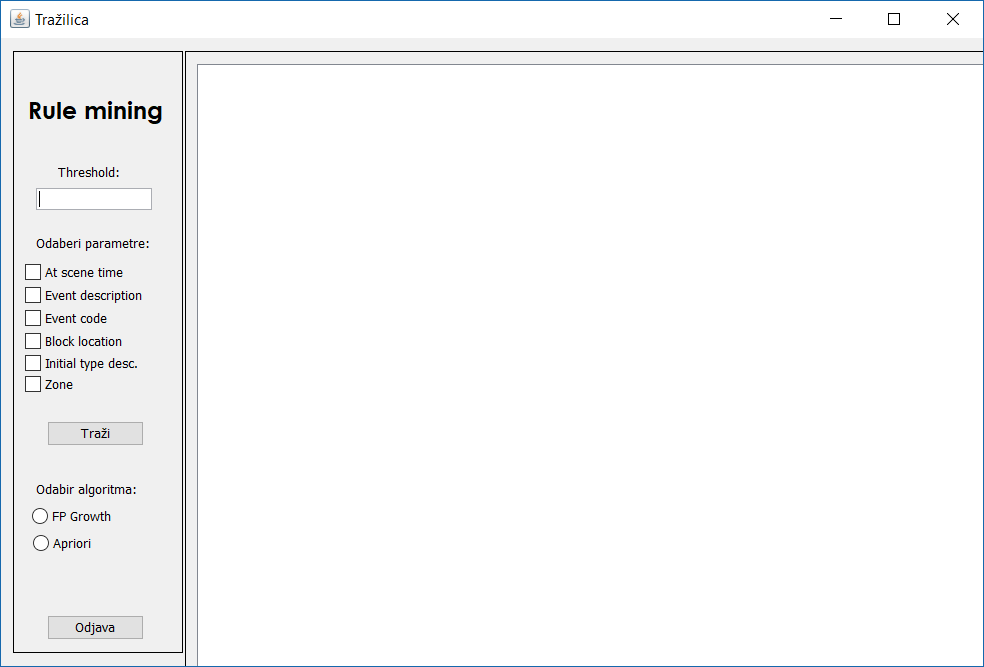 Tražilica
Rule mining
Threshold:
Odaberi parametre:
At scene time
Event description
Event code
Block location
Initial type desc.
Zone
Traži
Odabir algoritma:
FP Growth
Apriori
Odjava